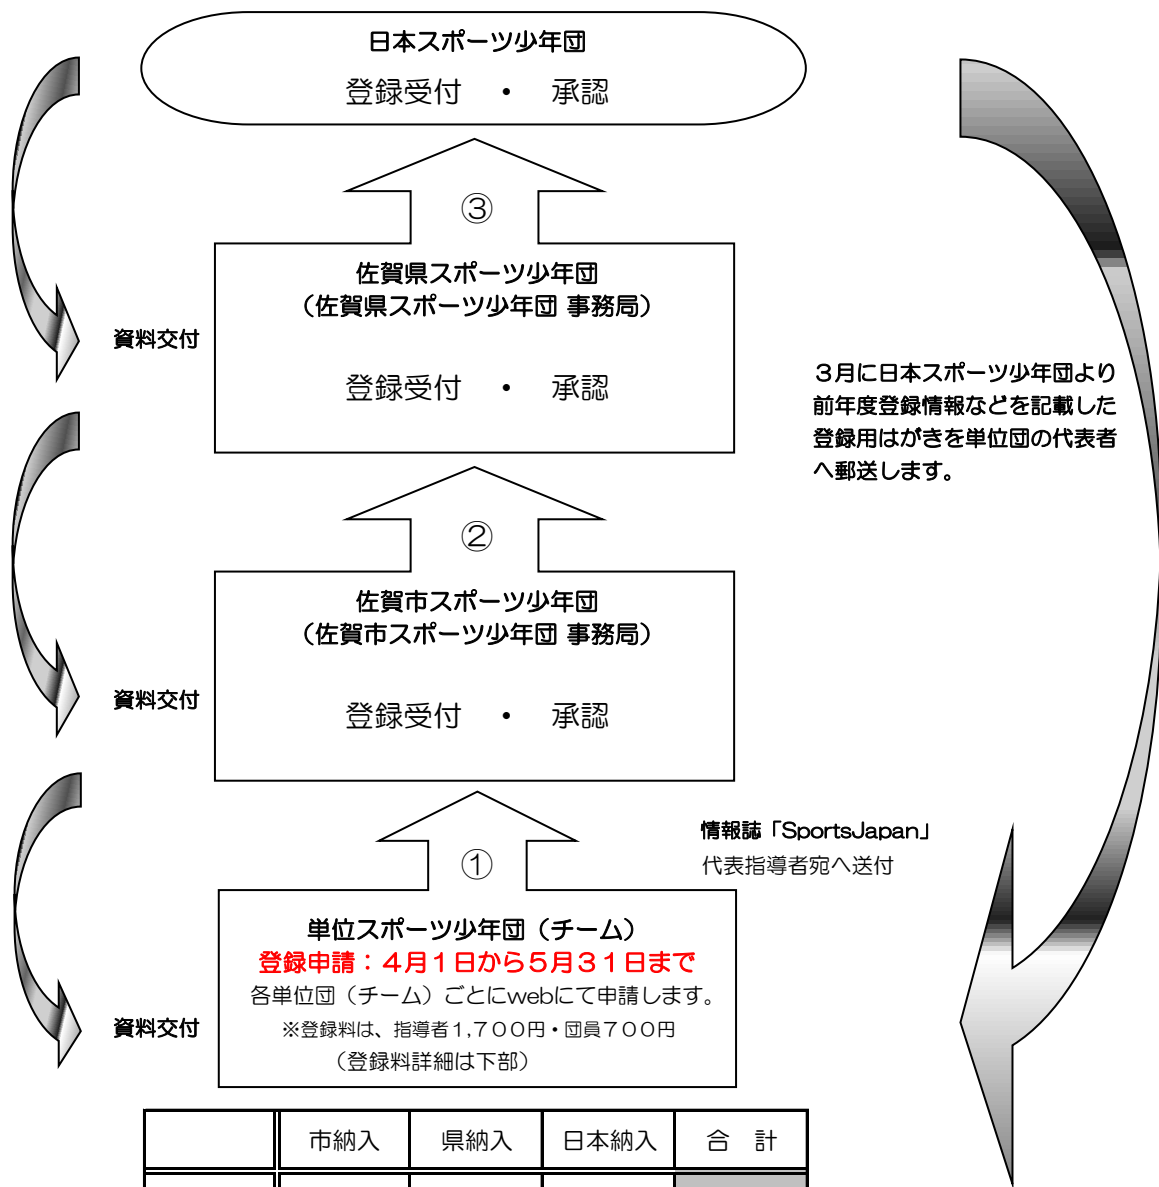 日本スポーツ少年団
登録受付　・　承認
③
佐賀県スポーツ少年団
（佐賀県スポーツ少年団 事務局）
資料交付
登録受付　・　承認
３月に日本スポーツ少年団より
前年度登録情報などを記載した
登録用はがきを単位団の代表者
へ郵送します。
②
佐賀市スポーツ少年団
（佐賀市スポーツ少年団 事務局）
資料交付
登録受付　・　承認
情報誌「SportsJapan」
代表指導者宛へ送付
①
単位スポーツ少年団（チーム）
登録申請：４月１日から５月３１日まで
各単位団（チーム）ごとにwebにて申請します。
資料交付
※登録料は、指導者１,７００円・団員７００円
（登録料詳細は下部）
市納入　県納入　日本納入　合　計